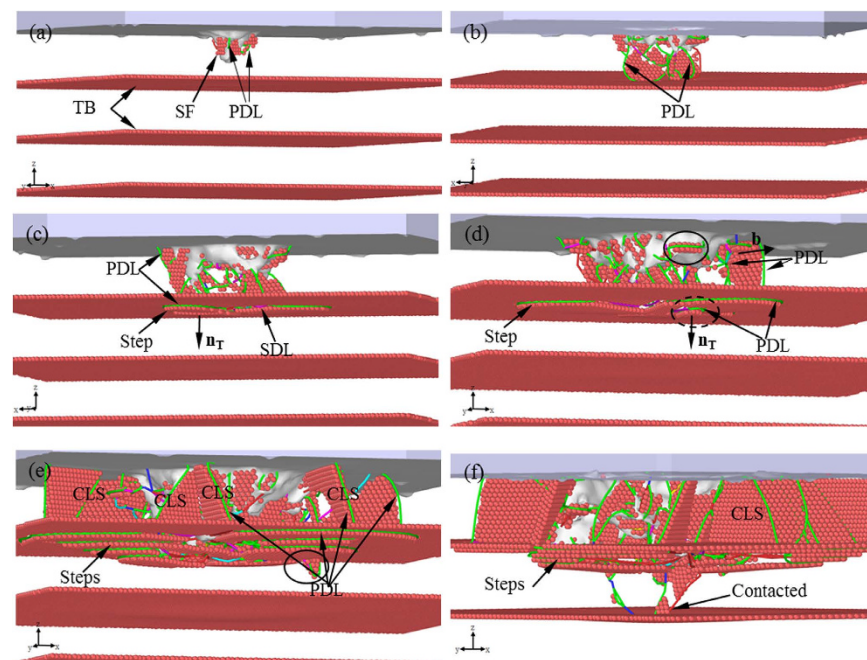 (a)
TB
SF
PDL
z
y
x
(b)
PDL
z
x
(c)
PDL
Step
n_T
SDL
z
x
y
(d)
b
PDL
Step
n_T
PDL
z
y
x
(e)
CLS
CLS
CLS
CLS
Steps
PDL
z
y
x
(f)
CLS
Steps
Contacted
z
y
x